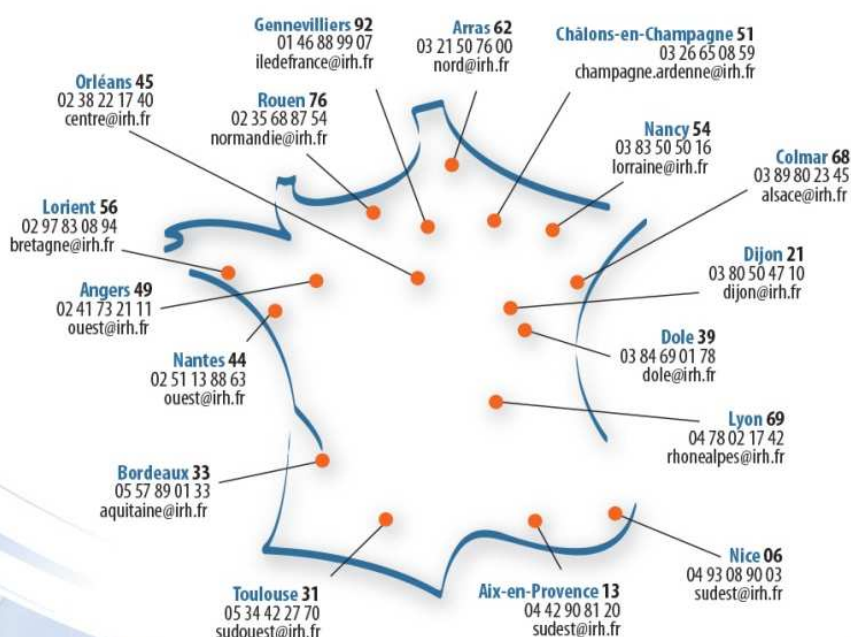 Gennevilliers 92
01 46 88 99 07
iledefrance@irh.fr
Arras 62
03 21 50 76 00
nord@irh.fr
Châlons-en-Champagne 51
03 26 65 08 59
champagne.ardenne@irh.fr
Orléans 45
02 38 22 17 40
centre@irh.fr
Rouen 76
02 35 68 87 54
normandie@irh.fr
Nancy 54
03 83 50 50 16
lorraine@irh.fr
Colmar 68
03 89 80 23 45
alsace@irh.fr
Lorient 56
02 97 83 08 94
bretagne@irh.fr
Dijon 21
03 80 50 47 10
dijon@irh.fr
Angers 49
02 41 73 21 11
ouest@irh.fr
Dole 39
03 84 69 01 78
dole@irh.fr
Nantes 44
02 51 13 88 63
ouest@irh.fr
Lyon 69
04 78 02 17 42
rhonealpes@irh.fr
Bordeaux 33
05 57 89 01 33
aquitaine@irh.fr
Nice 06
04 93 08 90 03
sudest@irh.fr
Toulouse 31
05 34 42 27 70
sudouest@irh.fr
Aix-en-Provence 13
04 42 90 81 20
sudest@irh.fr